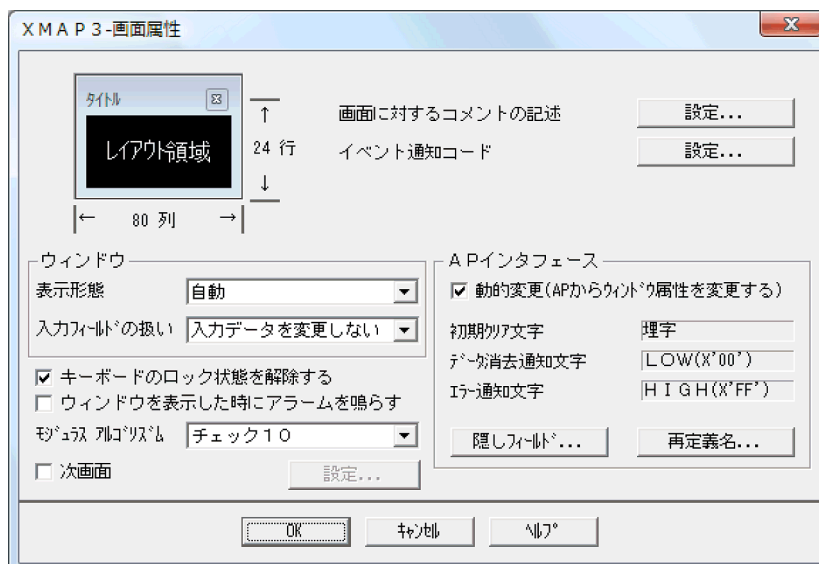 ＸＭＡＰ３-画面属性
ﾀｲﾄﾙ
ﾚｲｱｳﾄ領域
↑
24 行
↓
← 80 列 →
画面に対するコメントの記述 設定...
イベント通知コード 設定...
ウィンドウ
表示形態 自動
入力ﾌｨｰﾙﾄﾞの扱い 入力データを変更しない
キーボードのロック状態を解除する
ウィンドウを表示した時にアラームを鳴らす
ﾓｼﾞｭﾗｽ ｱﾙｺﾞﾘｽﾞﾑ チェック１０
次画面 設定...
ＡＰインタフェース
動的変更(APからｳｨﾝﾄﾞｳ属性を変更する)
初期ｸﾘｱ文字 埋字
ﾃﾞｰﾀ消去通知文字 ＬＯＷ(X'00')
ｴﾗｰ通知文字 ＨＩＧＨ(X'FF')
隠しﾌｨｰﾙﾄﾞ... 再定義名...
OK ｷｬﾝｾﾙ ﾍﾙﾌﾟ